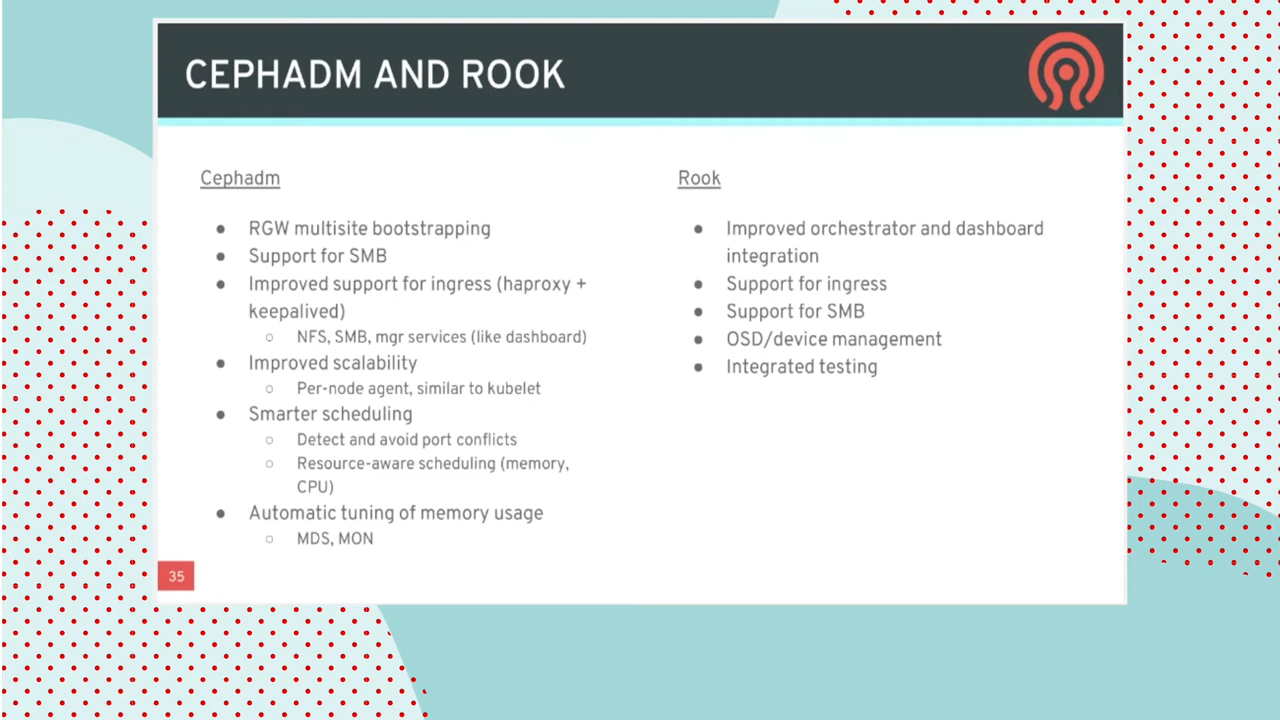 CEPHADM AND ROOK
Cephadm
● RGW multisite bootstrapping
● Support for SMB
● Improved support for ingress (haproxy +
keepalived)
○ NFS, SMB, mgr services (like dashboard)
● Improved scalability
○ Per-node agent, similar to kubelet
● Smarter scheduling
○ Detect and avoid port conflicts
○ Resource-aware scheduling (memory,
CPU)
● Automatic tuning of memory usage
○ MDS, MON
Rook
● Improved orchestrator and dashboard
integration
● Support for ingress
● Support for SMB
● OSD/device management
● Integrated testing
35